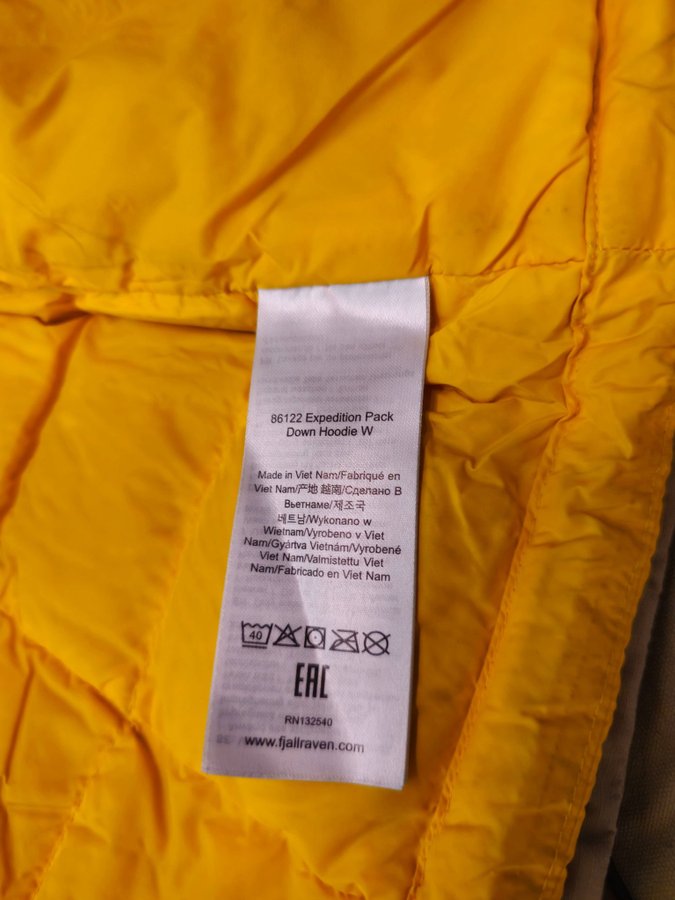 86122 Expedition Pack
Down Hoodie W
Made in Viet Nam/Fabriqué en
Viet Nam/产地 越南/Сделано В
Вьетнаме/제조국
네트남/Wykonano w
Wietnam/Vyrobeno v Viet
Nam/Gyártva Vietnám/Vyrobené
Viet Nam/Valmistettu Viet
Nam/Fabricado en Viet Nam
40
EAC
RN132540
www.fjallraven.com